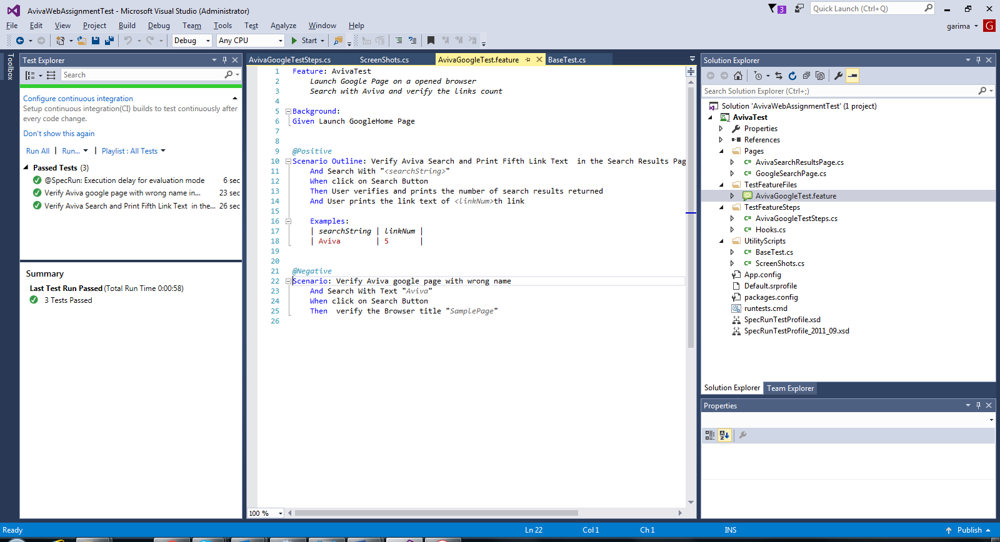 AvivaWebAssignmentTest - Microsoft Visual Studio (Administrator)
3
Quick Launch (Ctrl+Q)
File Edit View Project Build Debug Team Tools Test Analyze Window Help
garima
G
Debug Any CPU Start
Toolbox
Test Explorer
Search
Configure continuous integration
Setup continuous integration(CI) builds to test continuously after
every code change.
Don't show this again
Run All | Run... | Playlist : All Tests
Passed Tests (3)
@SpecRun: Execution delay for evaluation mode 6 sec
Verify Aviva google page with wrong name in... 23 sec
Verify Aviva Search and Print Fifth Link Text in the... 26 sec
Summary
Last Test Run Passed (Total Run Time 0:00:58)
3 Tests Passed
AvivaGoogleTestSteps.cs ScreenShots.cs AvivaGoogleTest.feature BaseTest.cs
1 Feature: AvivaTest
2 Launch Google Page on a opened browser
3 Search with Aviva and verify the links count
4
5 Background:
6 Given Launch GoogleHome Page
7
8
9 @Positive
10 Scenario Outline: Verify Aviva Search and Print Fifth Link Text  in the Search Results Pag
11 And Search With "<searchString>"
12 When click on Search Button
13 Then User verifies and prints the number of search results returned
14 And User prints the link text of <linkNum>th link
15
16 Examples:
17 | searchString | linkNum |
18 | Aviva | 5 |
19
20
21 @Negative
22 Scenario: Verify Aviva google page with wrong name
23 And Search With Text "Aviva"
24 When click on Search Button
25 Then  verify the Browser title "SamplePage"
26
100 %
Solution Explorer
Search Solution Explorer (Ctrl+;)
Solution 'AvivaWebAssignmentTest' (1 project)
AvivaTest
Properties
References
Pages
C# AvivaSearchResultsPage.cs
C# GoogleSearchPage.cs
TestFeatureFiles
AvivaGoogleTest.feature
TestFeatureSteps
C# AvivaGoogleTestSteps.cs
C# Hooks.cs
UtilityScripts
C# BaseTest.cs
C# ScreenShots.cs
App.config
Default.srprofile
packages.config
runtests.cmd
SpecRunTestProfile.xsd
SpecRunTestProfile_2011_09.xsd
Solution Explorer Team Explorer
Properties
Ready Ln 22 Col 1 Ch 1 INS Publish